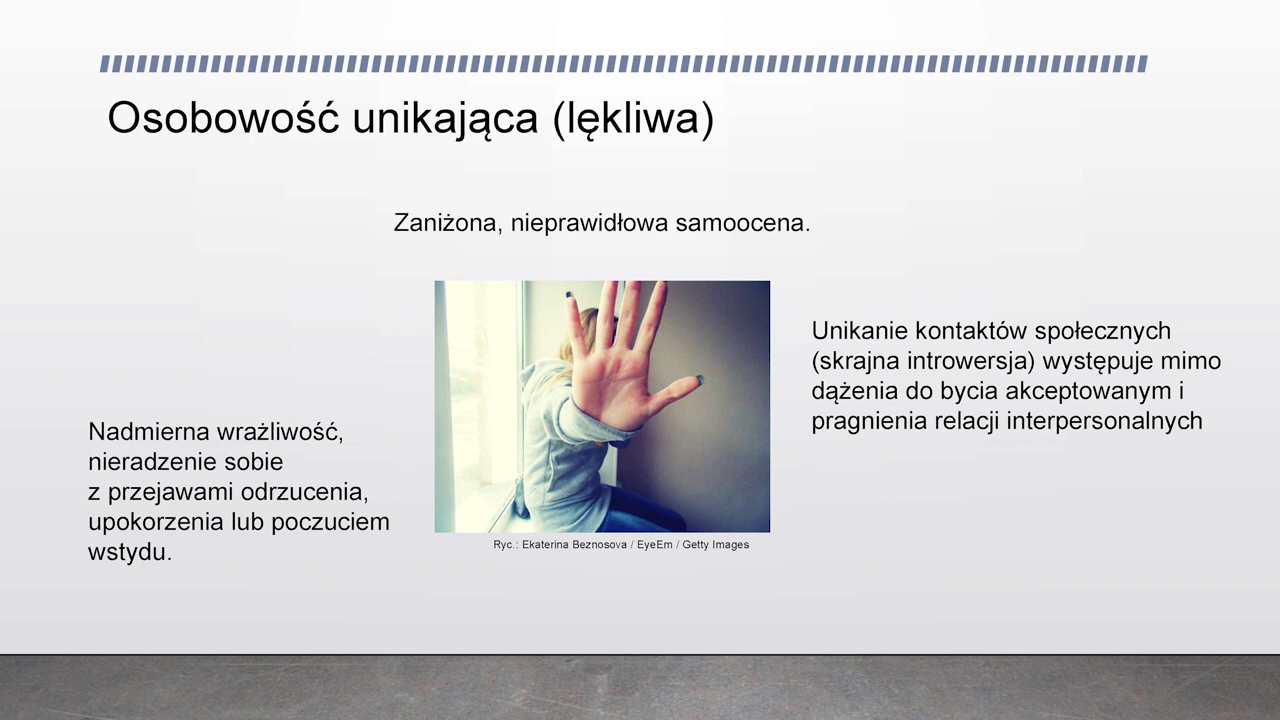 Osobowość unikająca (lękliwa)
Zaniżona, nieprawidłowa samoocena.
Unikanie kontaktów społecznych
(skrajna introwersja) występuje mimo
dążenia do bycia akceptowanym i
pragnienia relacji interpersonalnych
Nadmierna wrażliwość,
nieradzenie sobie
z przejawami odrzucenia,
upokorzenia lub poczuciem
wstydu.
Ryc.: Ekaterina Beznosova / EyeEm / Getty Images